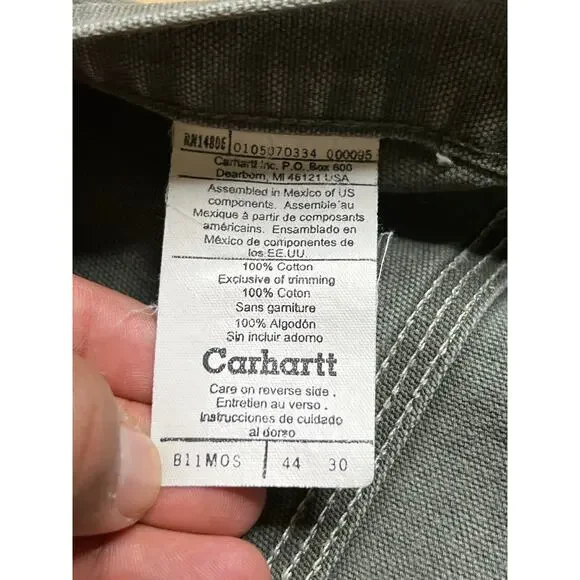 RN14806 0105070334 000095
Carhartt Inc. P.O. Box 600
Dearborn, MI 48121 USA
Assembled in Mexico of US
components. Assemble au
Mexique à partir de composants
américains. Ensamblado en
México de componentes de
los EE.UU.
100% Cotton
Exclusive of trimming
100% Coton
Sans garniture
100% Algodón
Sin incluir adorno
Carhartt
Care on reverse side .
Entretien au verso .
Instrucciones de cuidado
al dorso
B11MOS 44 30